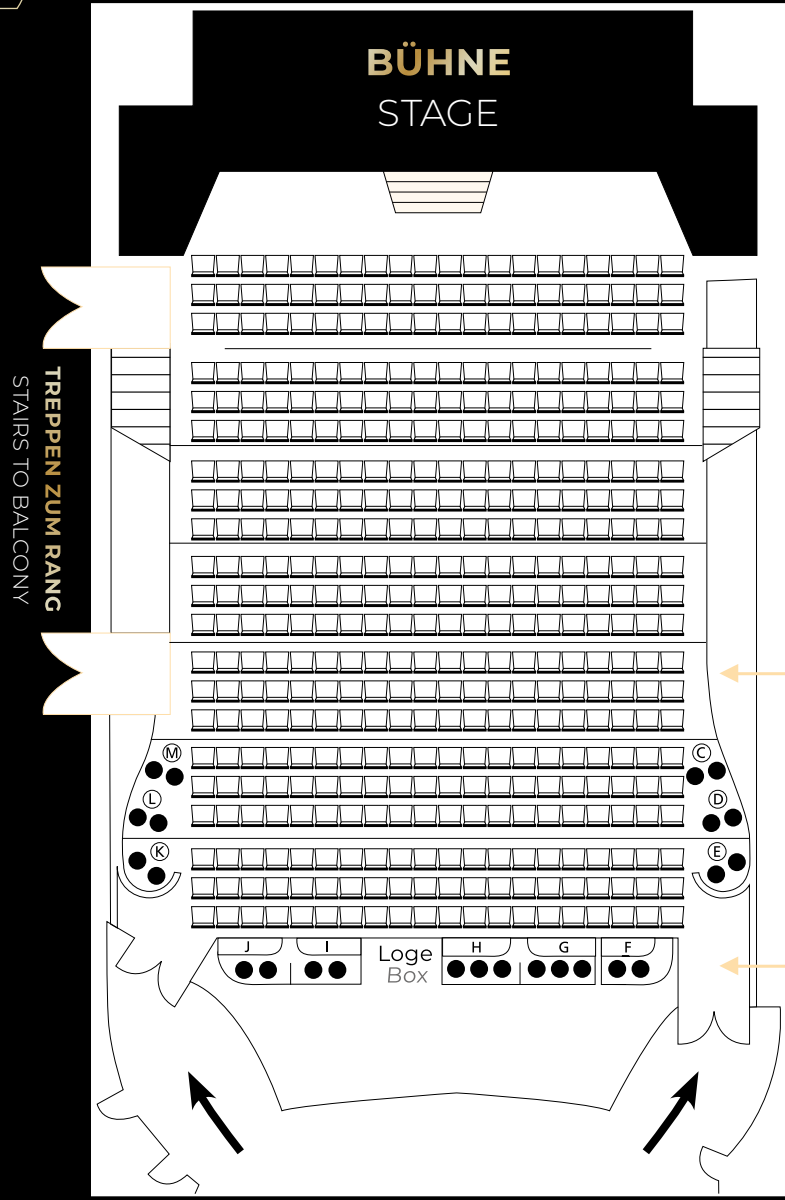 BÜHNE
STAGE
TREPPEN ZUM RANG
STAIRS TO BALCONY
M
C
L
D
K
E
J
I
Loge
Box
H
G
F